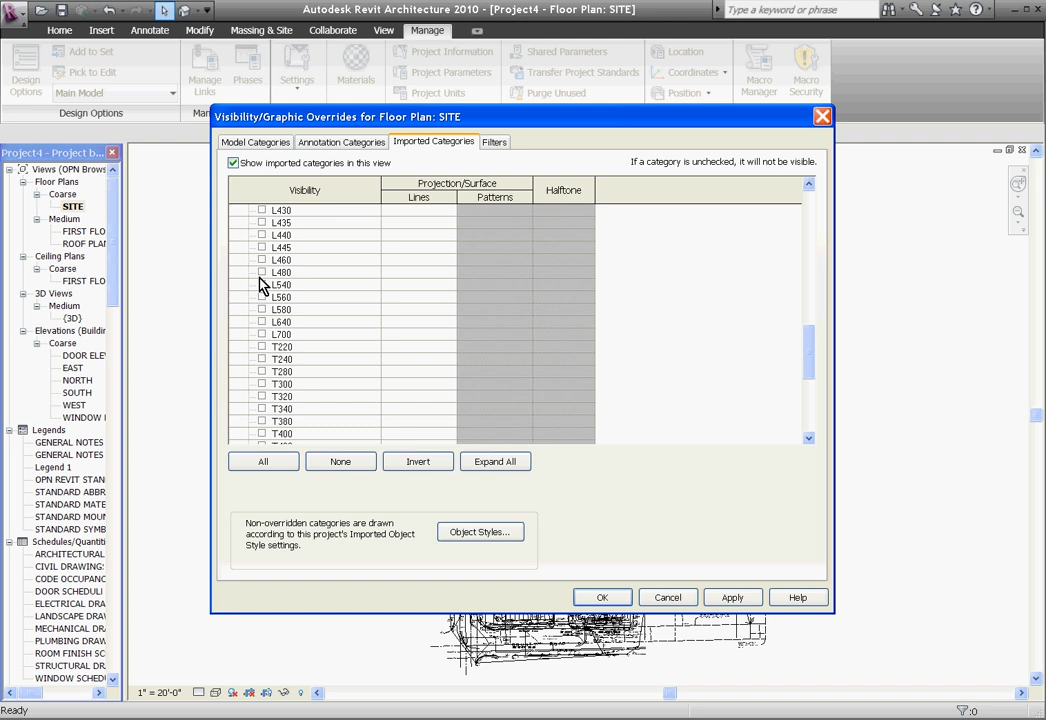 Autodesk Revit Architecture 2010 - [Project4 - Floor Plan: SITE]
Type a keyword or phrase
Home Insert Annotate Modify Massing & Site Collaborate View Manage
Design Options
Add to Set
Pick to Edit
Main Model
Design Options
Manage Links
Phases
Settings
Materials
Project Information
Project Parameters
Project Units
Shared Parameters
Transfer Project Standards
Purge Unused
Location
Coordinates
Position
Macro Manager
Macro Security
Visibility/Graphic Overrides for Floor Plan: SITE
Model Categories Annotation Categories Imported Categories Filters
Show imported categories in this view
If a category is unchecked, it will not be visible.
Visibility
Projection/Surface
Lines Patterns
Halftone
L430
L435
L440
L445
L460
L480
L540
L560
L580
L640
L700
T220
T240
T280
T300
T320
T340
T380
T400
All None Invert Expand All
Non-overridden categories are drawn
according to this project's Imported Object
Style settings.
Object Styles...
OK Cancel Apply Help
Project4 - Project b...
Views (OPN Brows
Floor Plans
Coarse
SITE
Medium
FIRST FLO
ROOF PLAN
Ceiling Plans
Coarse
FIRST FLO
3D Views
Medium
{3D}
Elevations (Buildin
Coarse
DOOR ELE
EAST
NORTH
SOUTH
WEST
WINDOW
Legends
GENERAL NOTES
GENERAL NOTES
Legend 1
OPN REVIT STAN
STANDARD ABBR
STANDARD MATE
STANDARD MOUN
STANDARD SYMB
Schedules/Quantiti
ARCHITECTURAL
CIVIL DRAWING
CODE OCCUPANC
DOOR SCHEDULI
ELECTRICAL DRA
LANDSCAPE DRA
MECHANICAL DRA
PLUMBING DRAW
ROOM FINISH SC
STRUCTURAL DR
WINDOW SCHED
1" = 20'-0"
Ready
:0